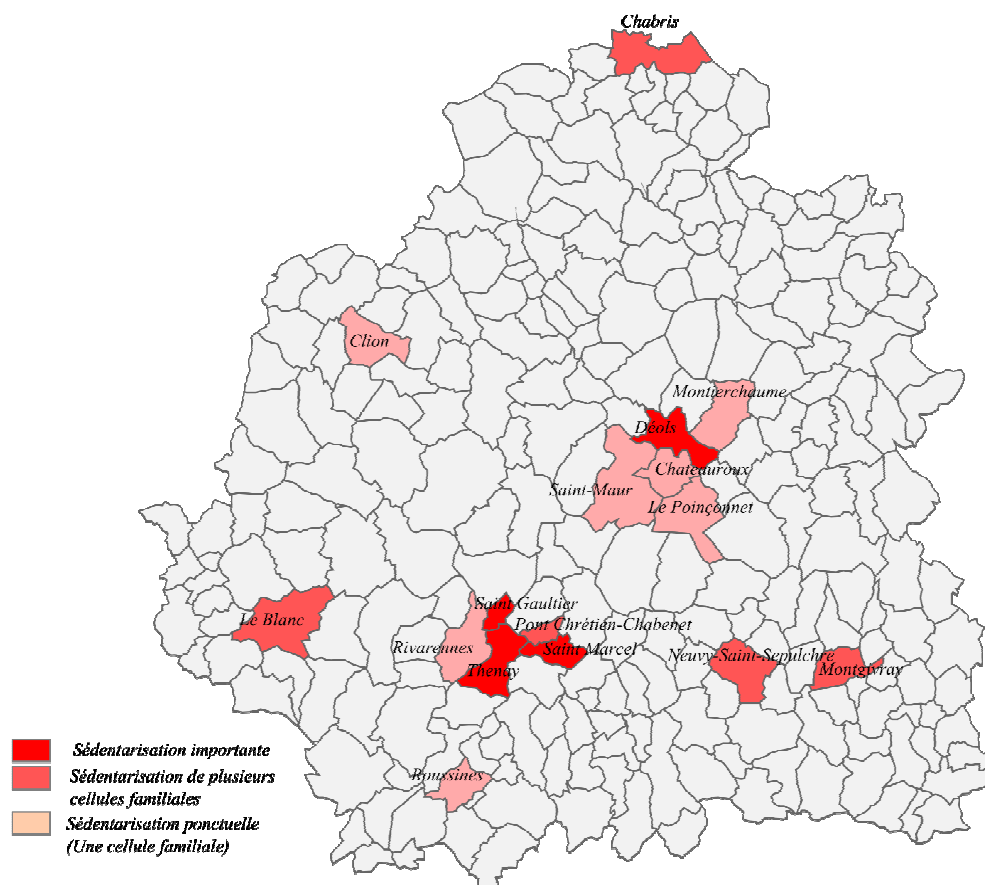 Chabris
Clion
Montierchaume
Déols
Chateauroux
Saint-Maur
Le Poinçonnet
Saint Gaultier
Le Blanc
Pont Chrétien-Chabenet
Rivarennes
Saint Marcel
Neuvy-Saint-Sepulchre
Thenay
Montgivray
Sédentarisation importante
Roussines
Sédentarisation de plusieurs
cellules familiales
Sédentarisation ponctuelle
(Une cellule familiale)